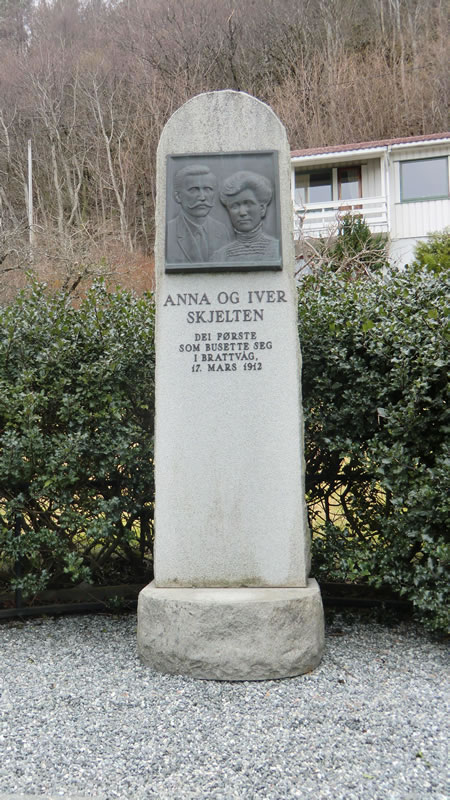 ANNA OG IVER
SKJELTEN
DEI FØRSTE
SOM BUSETTE SEG
I BRATTVÅG,
17. MARS 1912